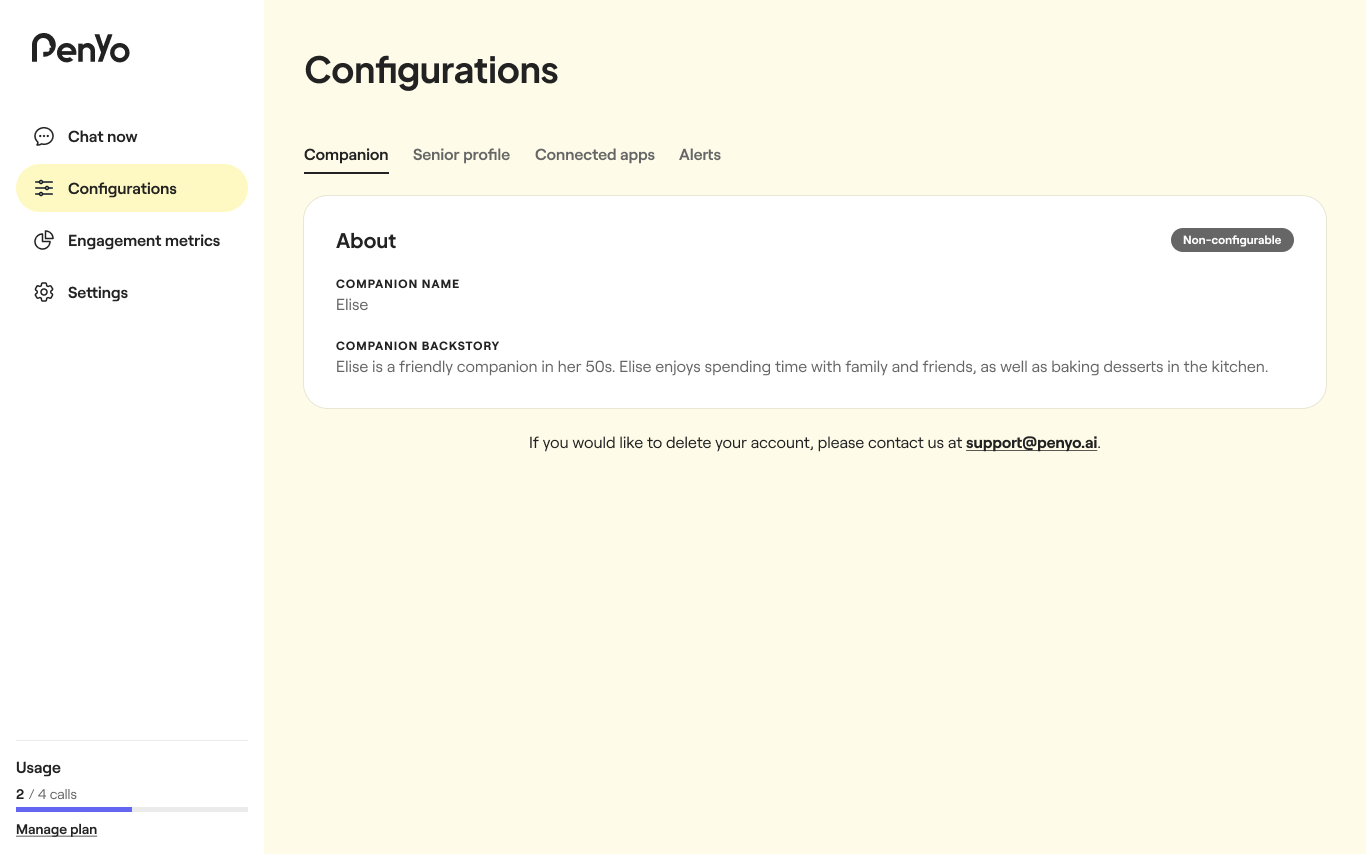 PenYo
Chat now
Configurations
Engagement metrics
Settings
Usage
2 / 4 calls
Manage plan
Configurations
Companion Senior profile Connected apps Alerts
About
Non-configurable
COMPANION NAME
Elise
COMPANION BACKSTORY
Elise is a friendly companion in her 50s. Elise enjoys spending time with family and friends, as well as baking desserts in the kitchen.
If you would like to delete your account, please contact us at support@penyo.ai.